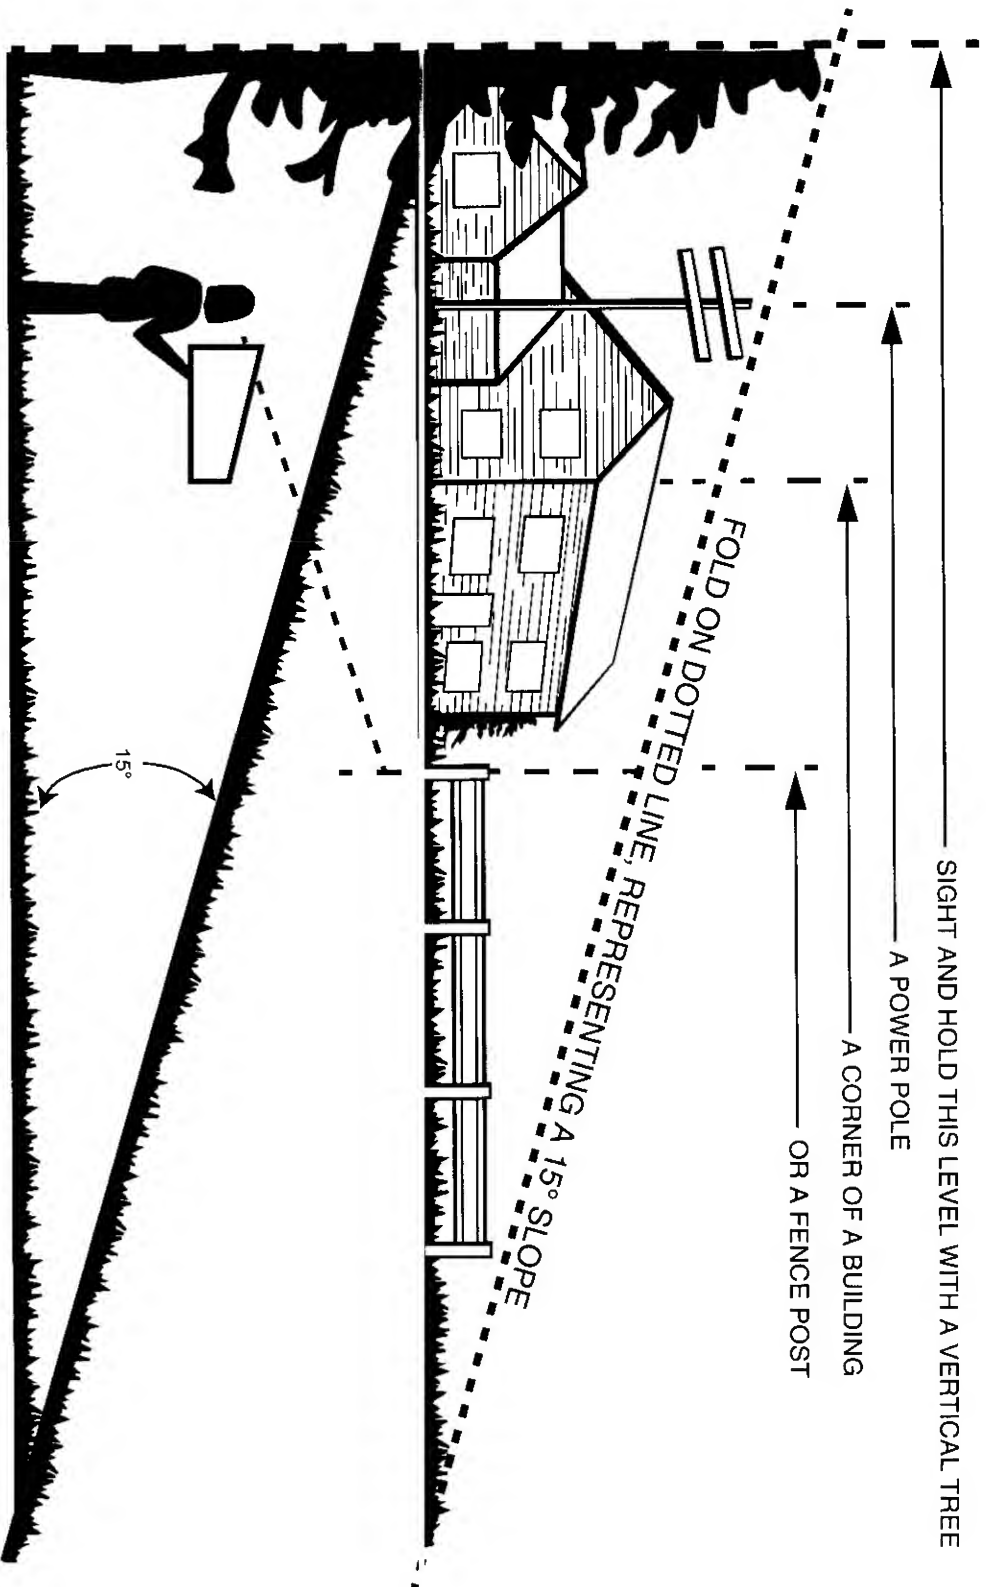 SIGHT AND HOLD THIS LEVEL WITH A VERTICAL TREE
A POWER POLE
A CORNER OF A BUILDING
OR A FENCE POST
FOLD ON DOTTED LINE, REPRESENTING A 15° SLOPE
15°